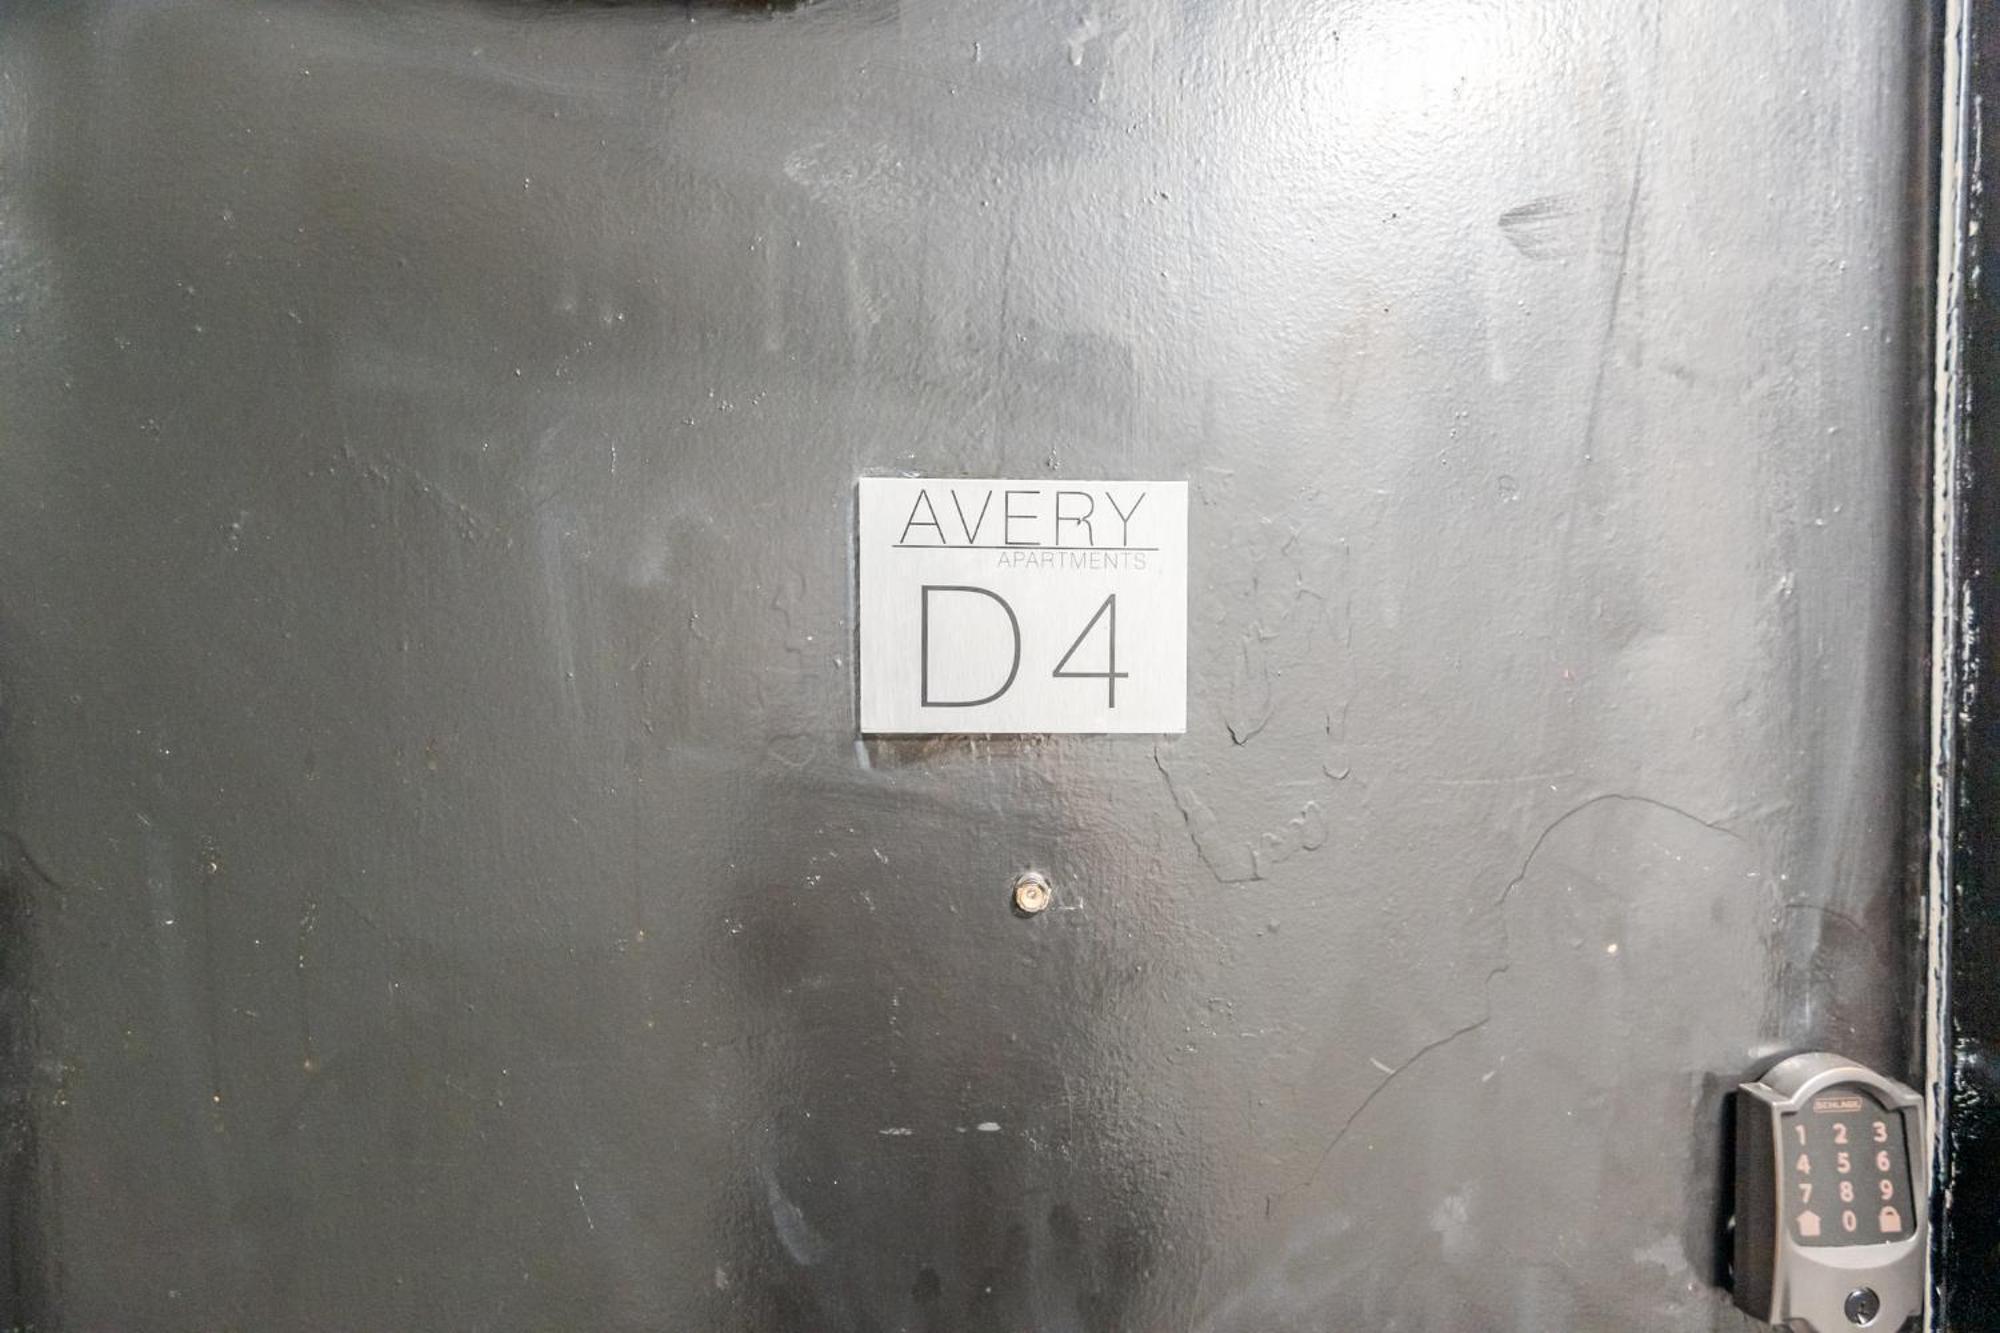 AVERY
APARTMENTS
D4
SCHLAGE
1 2 3
4 5 6
7 8 9
0